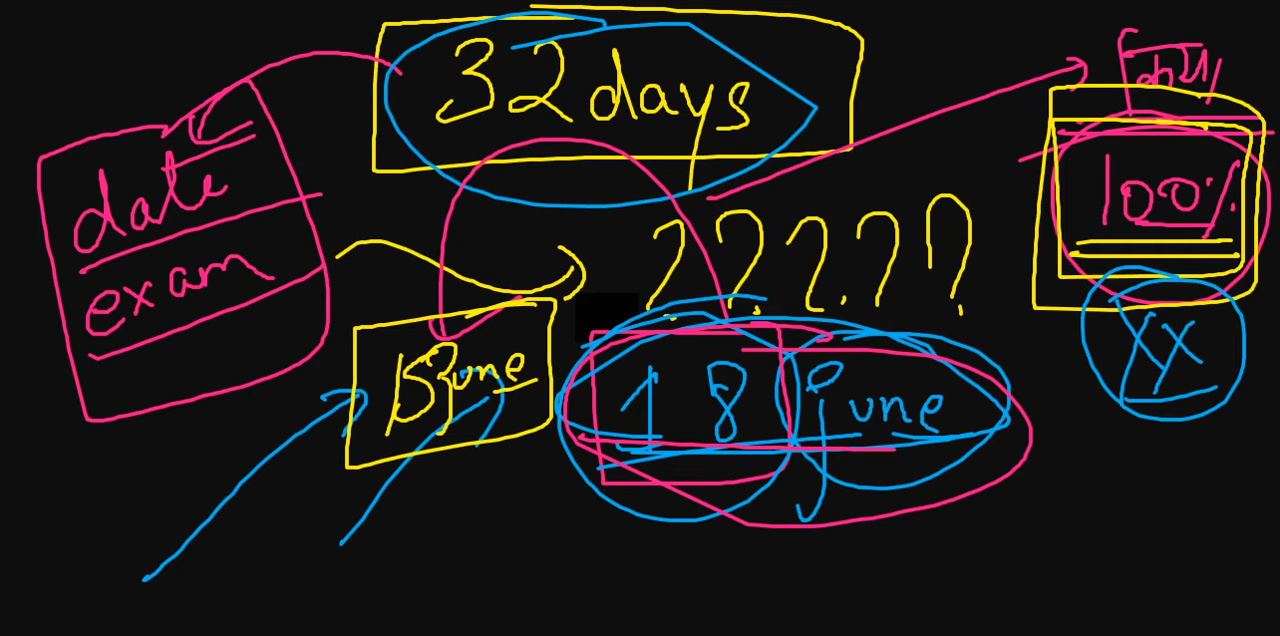 32 days
100%
date
exam
? ? ? ? ?
15 June
18 June
XX